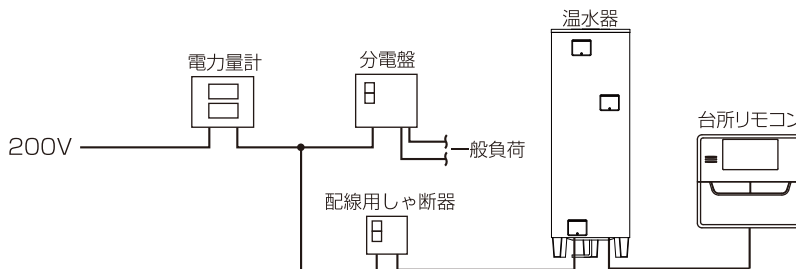 温水器
電力量計
分電盤
台所リモコン
200V
一般負荷
配線用しゃ断器